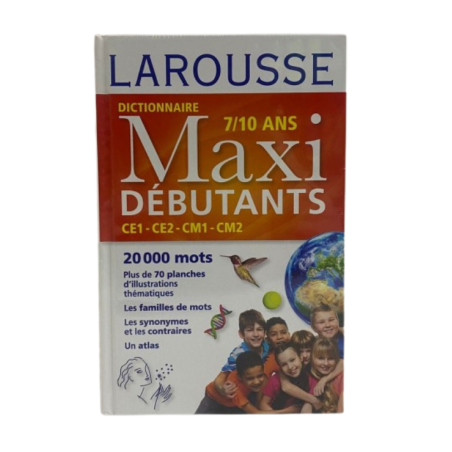 LAROUSSE
DICTIONNAIRE
7/10 ANS
Maxi
DÉBUTANTS
CE1 - CE2 - CM1 - CM2
20 000 mots
Plus de 70 planches
d'illustrations
thématiques
Les familles de mots
Les synonymes
et les contraires
Un atlas